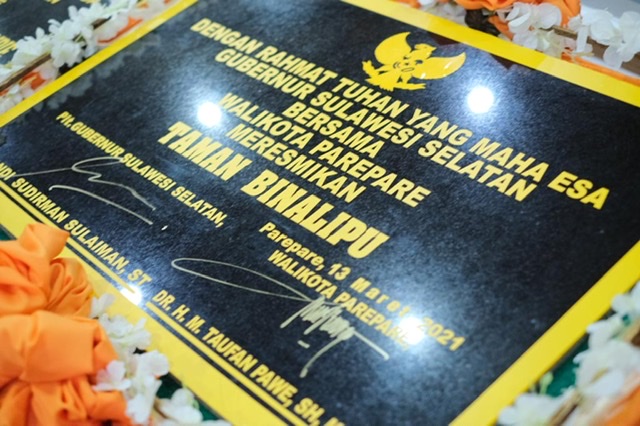 DENGAN RAHMAT TUHAN YANG MAHA ESA
GUBERNUR SULAWESI SELATAN
BERSAMA
WALIKOTA PAREPARE
MERESMIKAN
TAMAN BINALIPU
Parepare, 13 Maret 2021
Plt. GUBERNUR SULAWESI SELATAN,
WALIKOTA PAREPARE
SUDIRMAN SULAIMAN, ST
DR. H. M. TAUFAN PAWE, SH,